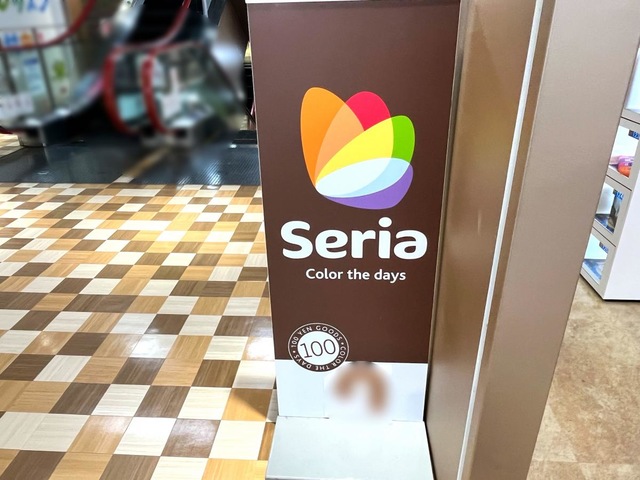 Seria
Color the days
100 YEN GOODS • COLOR THE DAYS •
100